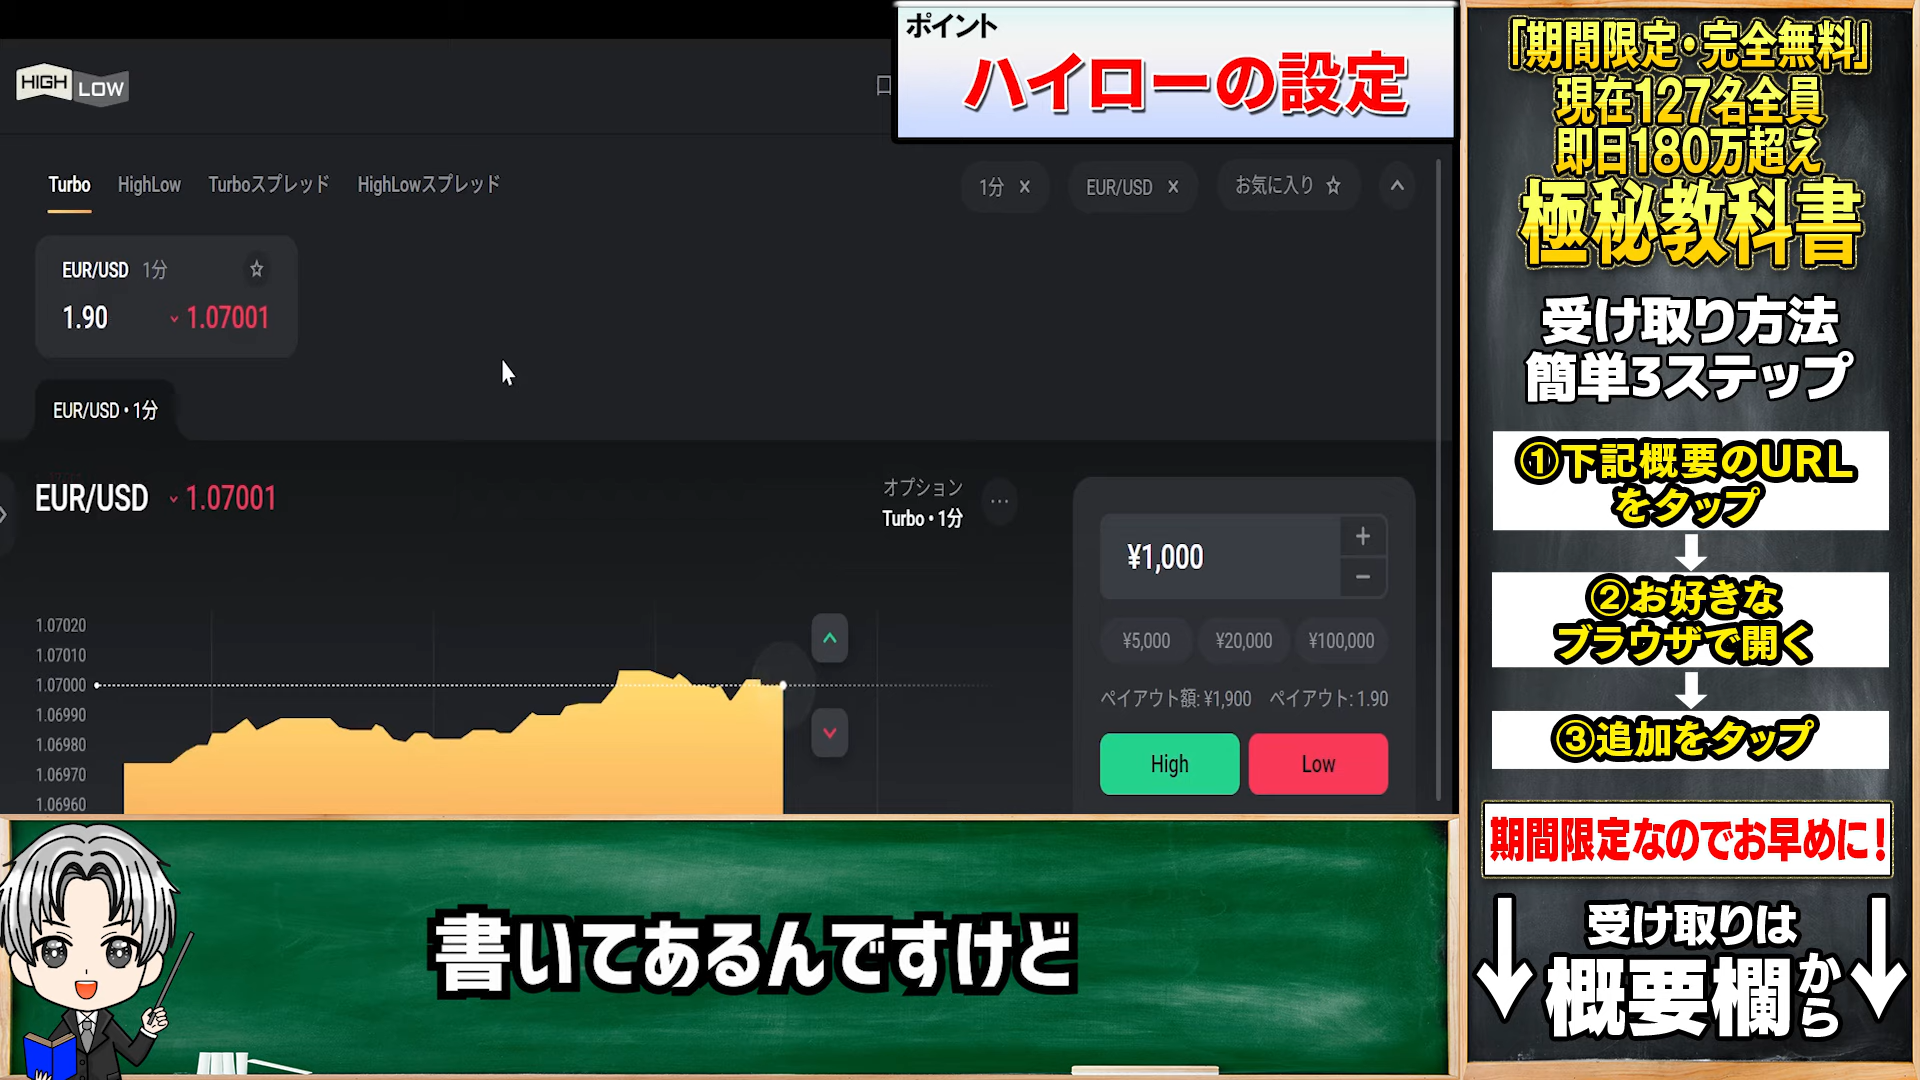 ポイント
ハイローの設定
HIGH
LOW
Turbo HighLow Turboスプレッド HighLowスプレッド
1分 × EUR/USD × お気に入り ☆
EUR/USD 1分 ☆
1.90 1.07001
EUR/USD • 1分
EUR/USD 1.07001
オプション
Turbo • 1分
...
¥1,000
+
−
¥5,000 ¥20,000 ¥100,000
ペイアウト額: ¥1,900 ペイアウト: 1.90
High Low
1.07020
1.07010
1.07000
1.06990
1.06980
1.06970
1.06960
書いてあるんですけど
「期間限定・完全無料」
現在127名全員
即日180万超え
極秘教科書
受け取り方法
簡単3ステップ
①下記概要のURL
をタップ
②お好きな
ブラウザで開く
③追加をタップ
期間限定なのでお早めに！
受け取りは
概要欄から